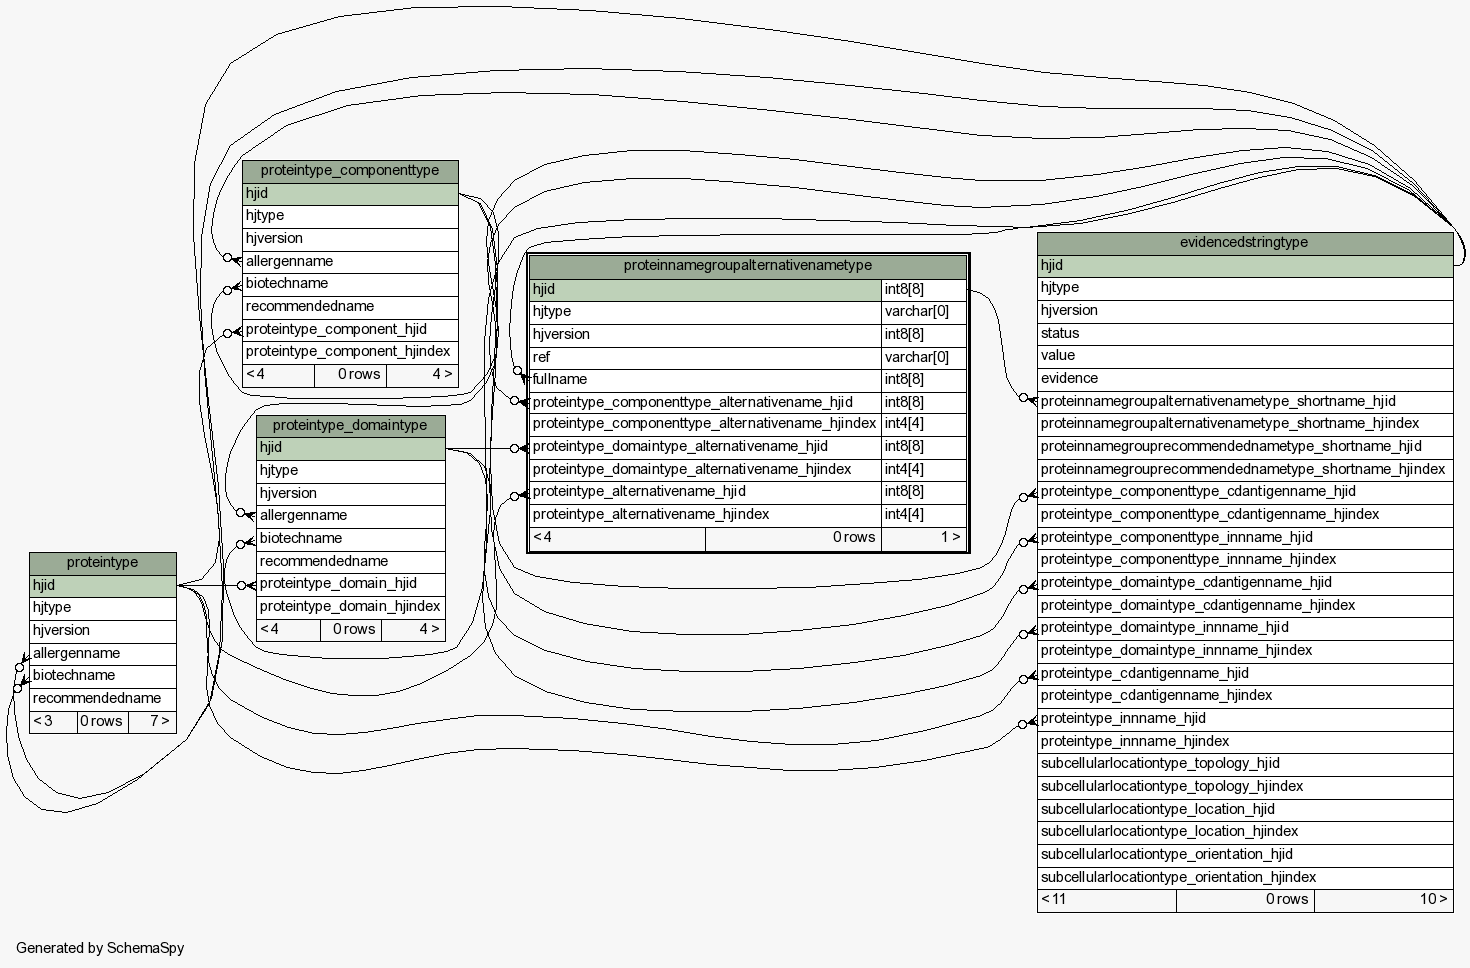 proteintype_componenttype
hjid
hjtype
hjversion
allergenname
biotechname
recommendedname
proteintype_component_hjid
proteintype_component_hjindex
< 4 0 rows 4 >
proteintype_domaintype
hjid
hjtype
hjversion
allergenname
biotechname
recommendedname
proteintype_domain_hjid
proteintype_domain_hjindex
< 4 0 rows 4 >
proteintype
hjid
hjtype
hjversion
allergenname
biotechname
recommendedname
< 3 0 rows 7 >
proteinnamegroupalternativenametype
hjid int8[8]
hjtype varchar[0]
hjversion int8[8]
ref varchar[0]
fullname int8[8]
proteintype_componenttype_alternativename_hjid int8[8]
proteintype_componenttype_alternativename_hjindex int4[4]
proteintype_domaintype_alternativename_hjid int8[8]
proteintype_domaintype_alternativename_hjindex int4[4]
proteintype_alternativename_hjid int8[8]
proteintype_alternativename_hjindex int4[4]
< 4 0 rows 1 >
evidencedstringtype
hjid
hjtype
hjversion
status
value
evidence
proteinnamegroupalternativenametype_shortname_hjid
proteinnamegroupalternativenametype_shortname_hjindex
proteinnamegrouprecommendednametype_shortname_hjid
proteinnamegrouprecommendednametype_shortname_hjindex
proteintype_componenttype_cdantigenname_hjid
proteintype_componenttype_cdantigenname_hjindex
proteintype_componenttype_innname_hjid
proteintype_componenttype_innname_hjindex
proteintype_domaintype_cdantigenname_hjid
proteintype_domaintype_cdantigenname_hjindex
proteintype_domaintype_innname_hjid
proteintype_domaintype_innname_hjindex
proteintype_cdantigenname_hjid
proteintype_cdantigenname_hjindex
proteintype_innname_hjid
proteintype_innname_hjindex
subcellularlocationtype_topology_hjid
subcellularlocationtype_topology_hjindex
subcellularlocationtype_location_hjid
subcellularlocationtype_location_hjindex
subcellularlocationtype_orientation_hjid
subcellularlocationtype_orientation_hjindex
< 11 0 rows 10 >
Generated by SchemaSpy